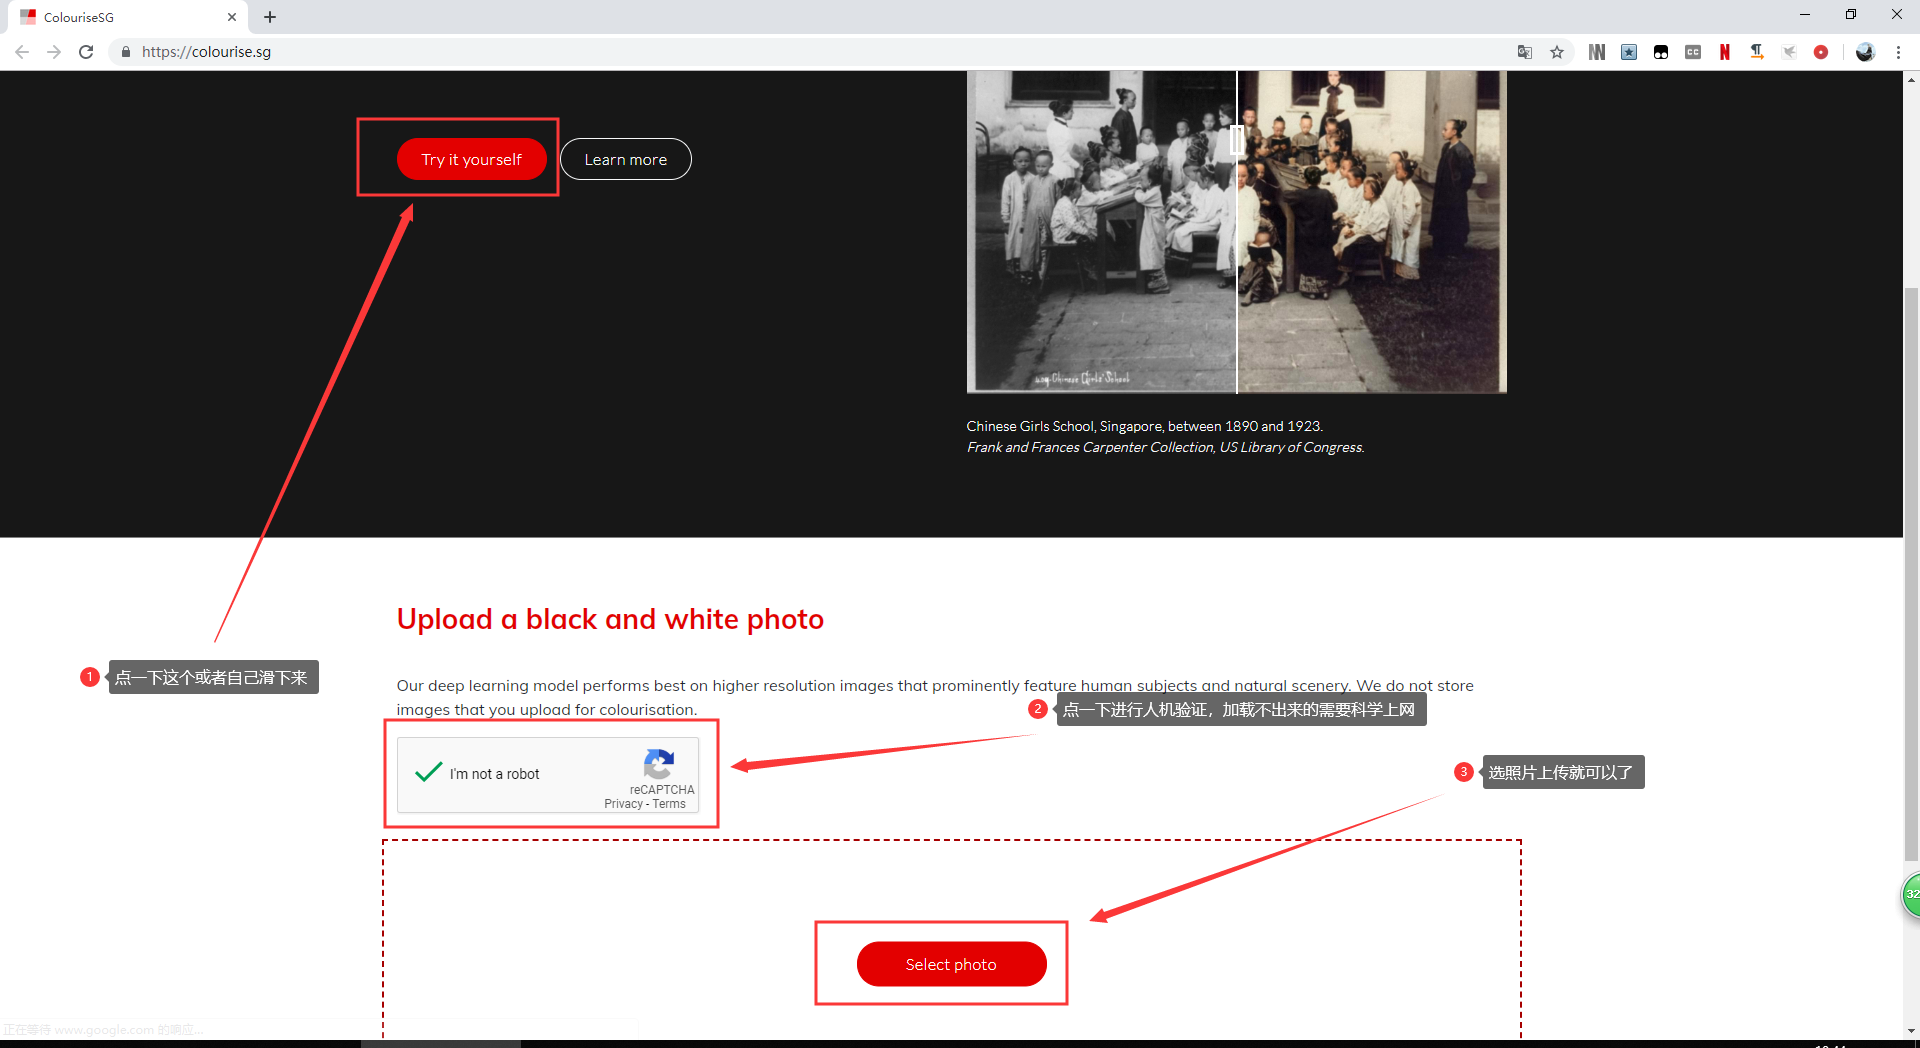 ColouriseSG
https://colourise.sg
Try it yourself
Learn more
409-Chinese Girls' School
Chinese Girls School, Singapore, between 1890 and 1923.
Frank and Frances Carpenter Collection, US Library of Congress.
Upload a black and white photo
1 点一下这个或者自己滑下来
Our deep learning model performs best on higher resolution images that prominently feature human subjects and natural scenery. We do not store
images that you upload for colourisation.
2 点一下进行人机验证，加载不出来的需要科学上网
I'm not a robot
reCAPTCHA
Privacy - Terms
3 选照片上传就可以了
Select photo
32
正在等待 www.google.com 的响应...